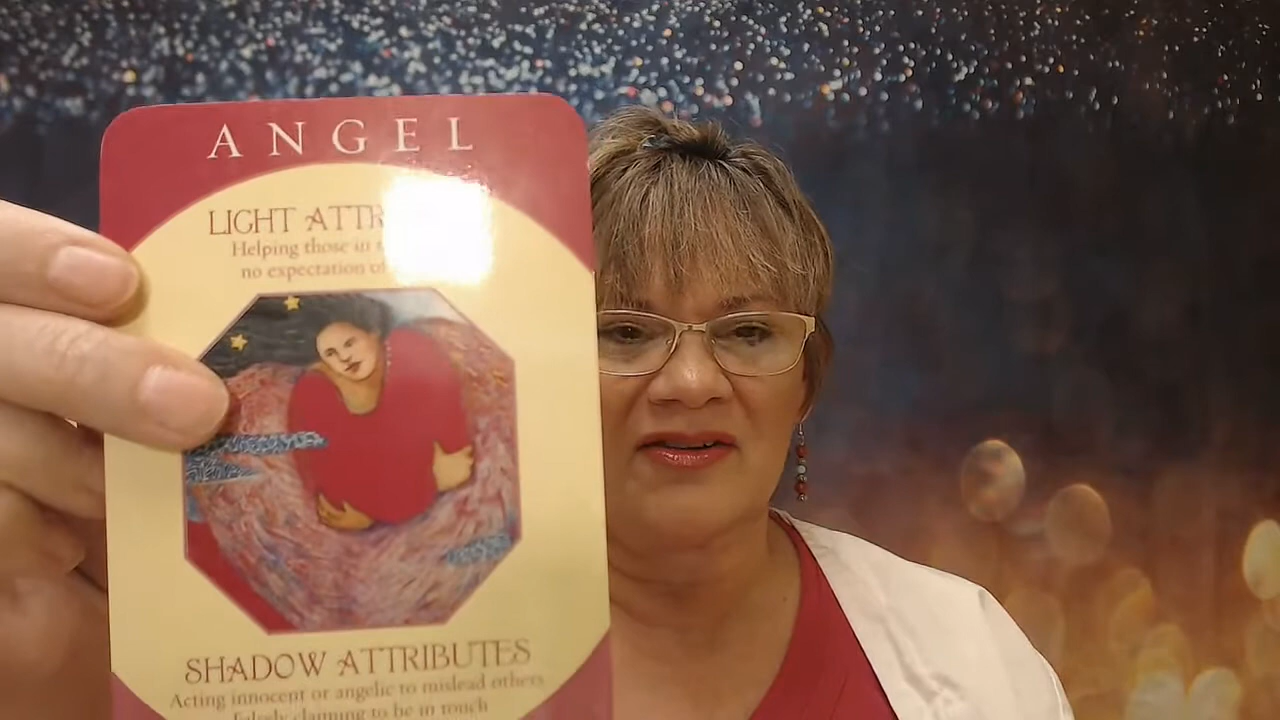 ANGEL
LIGHT ATTR
Helping those in
no expectation of
SHADOW ATTRIBUTES
Acting innocent or angelic to mislead others
Falsely claiming to be in touch